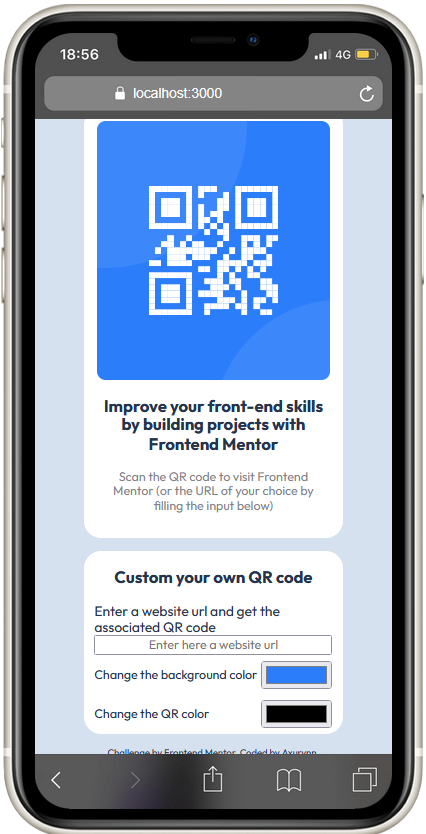 18:56
4G
localhost:3000
Improve your front-end skills
by building projects with
Frontend Mentor
Scan the QR code to visit Frontend
Mentor (or the URL of your choice by
filling the input below)
Custom your own QR code
Enter a website url and get the
associated QR code
Enter here a website url
Change the background color
Change the QR color
Challenge by Frontend Mentor. Coded by Axuryon